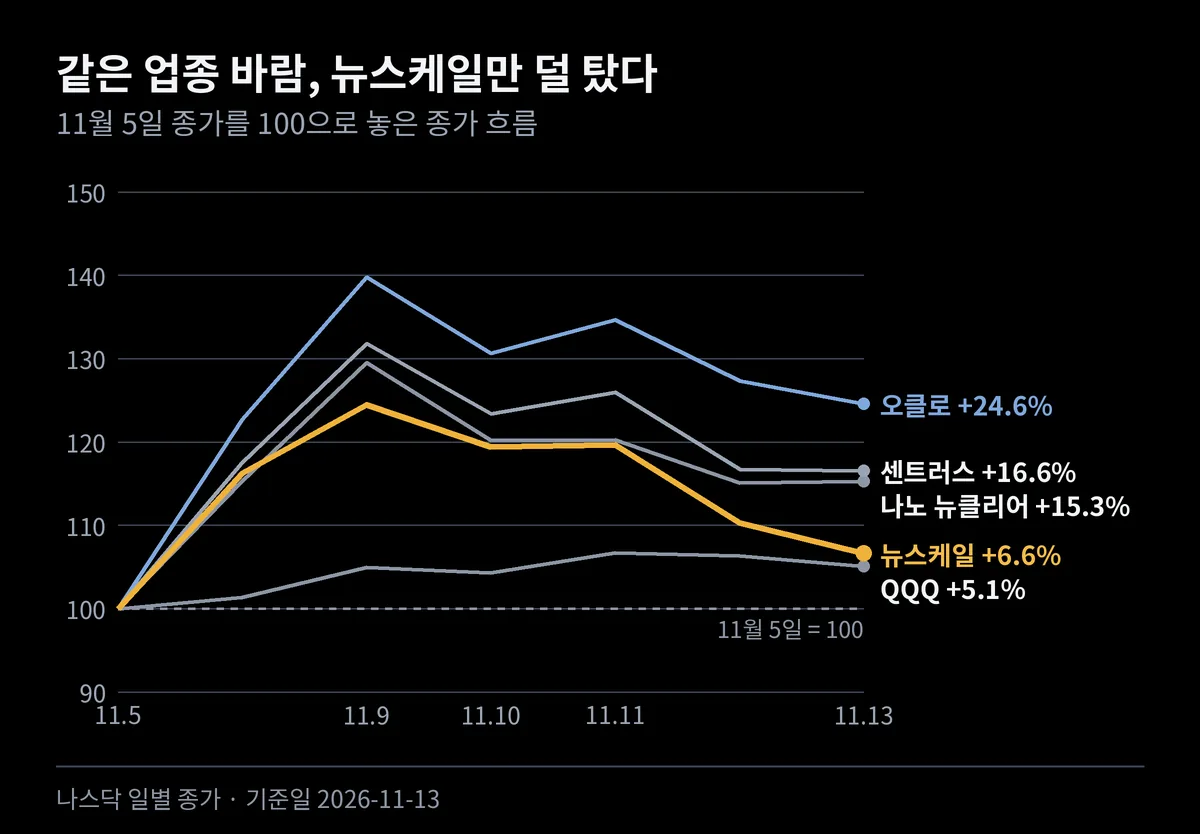 같은 업종 바람, 뉴스케일만 덜 탔다
11월 5일 종가를 100으로 놓은 종가 흐름
150
140
130
120
110
100
90
오클로 +24.6%
센트러스 +16.6%
나노 뉴클리어 +15.3%
뉴스케일 +6.6%
QQQ +5.1%
11월 5일 = 100
11.5 11.9 11.10 11.11 11.13
나스닥 일별 종가 · 기준일 2026-11-13